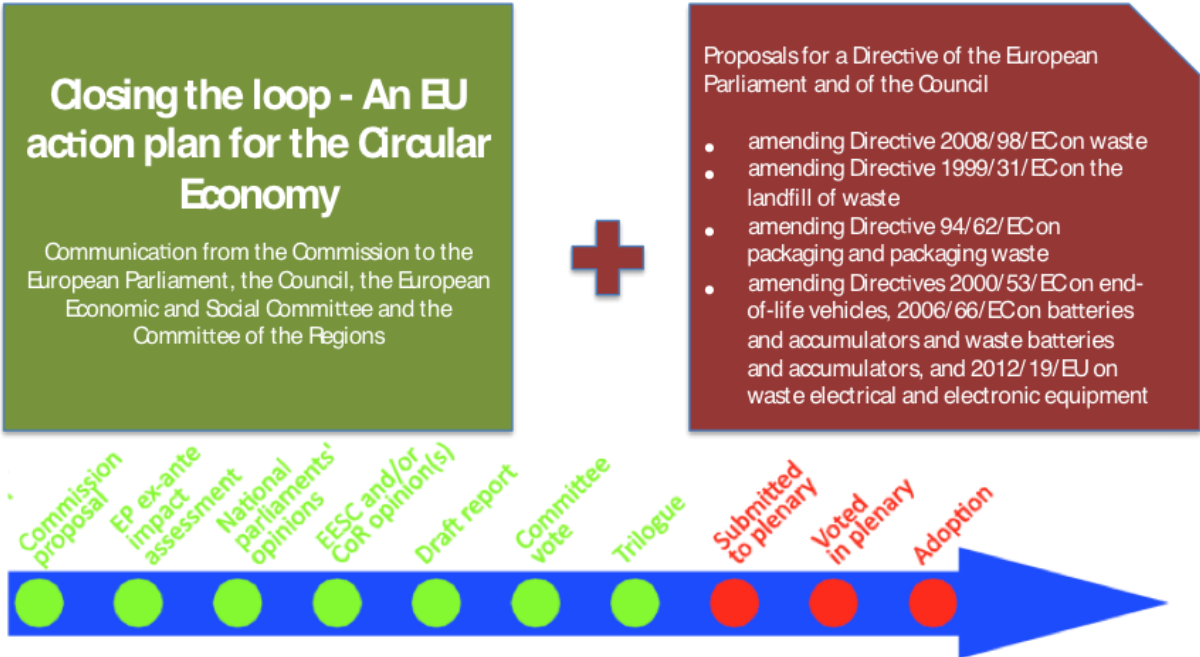 Closing the loop - An EU
action plan for the Circular
Economy
Communication from the Commission to the
European Parliament, the Council, the European
Economic and Social Committee and the
Committee of the Regions
Proposals for a Directive of the European
Parliament and of the Council
• amending Directive 2008/98/EC on waste
• amending Directive 1999/31/EC on the
landfill of waste
• amending Directive 94/62/EC on
packaging and packaging waste
• amending Directives 2000/53/EC on end-
of-life vehicles, 2006/66/EC on batteries
and accumulators and waste batteries
and accumulators, and 2012/19/EU on
waste electrical and electronic equipment
Commission
proposal
EP ex-ante
impact
assessment
National
parliaments'
opinions
EESC and/or
CoR opinion(s)
Draft report
Committee
vote
Trilogue
Submitted
to plenary
Voted
in plenary
Adoption